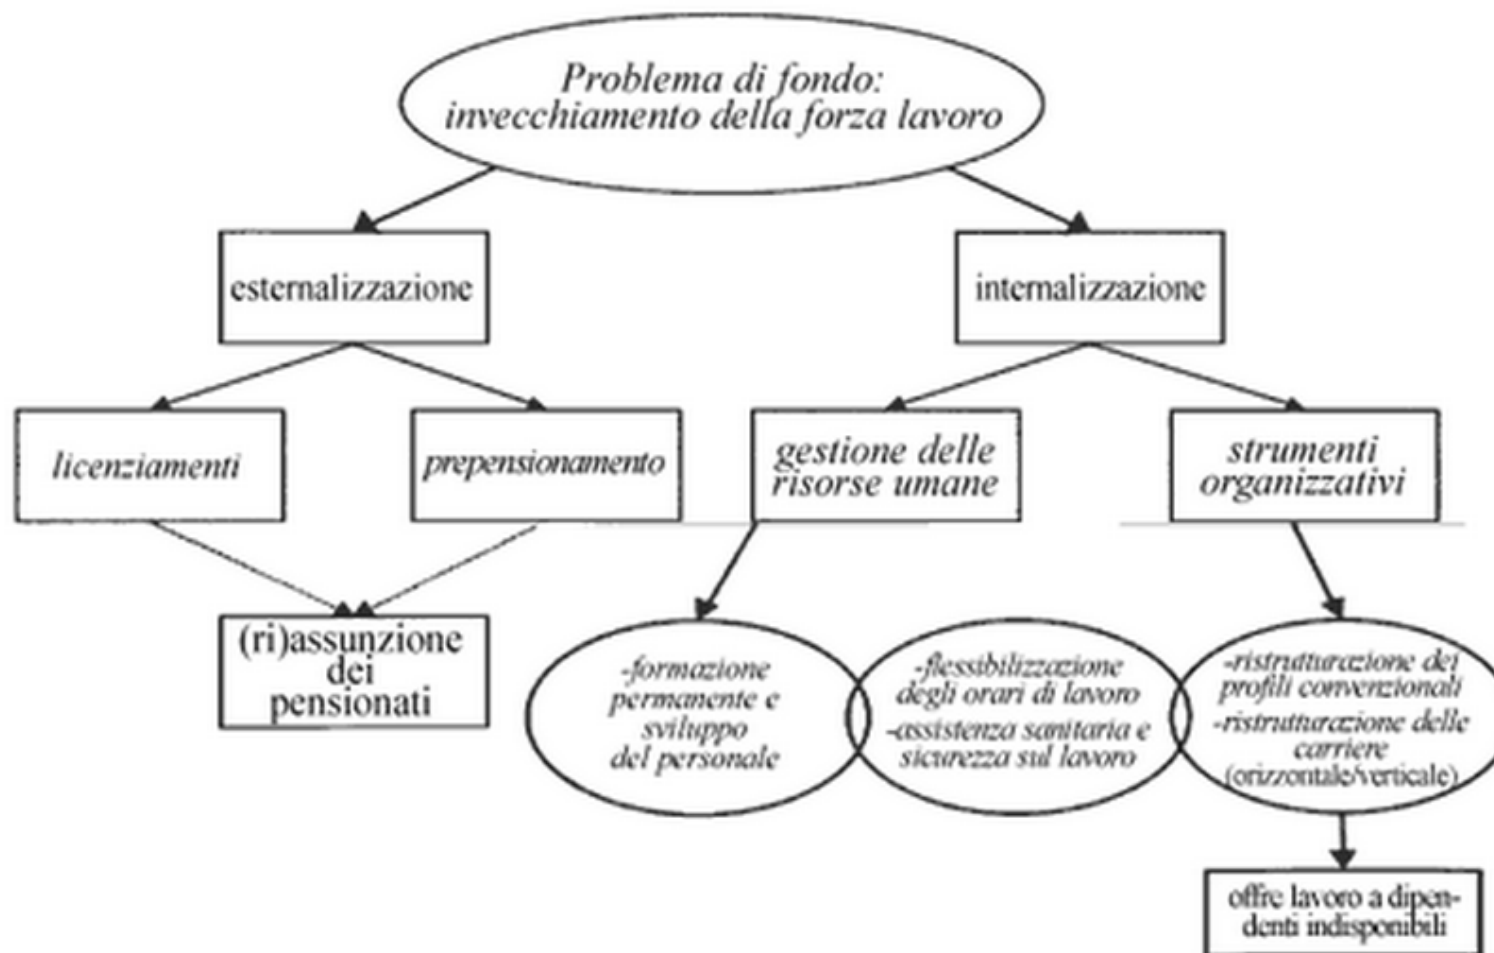 Problema di fondo:
invecchiamento della forza lavoro
esternalizzazione
internalizzazione
licenziamenti
prepensionamento
gestione delle
risorse umane
strumenti
organizzativi
(ri)assunzione
dei
pensionati
-formazione
permanente e
sviluppo
del personale
-flessibilizzazione
degli orari di lavoro
-assistenza sanitaria e
sicurezza sul lavoro
-ristrutturazione dei
profili convenzionali
-ristrutturazione delle
carriere
(orizzontale/verticale)
offre lavoro a dipen-
denti indisponibili